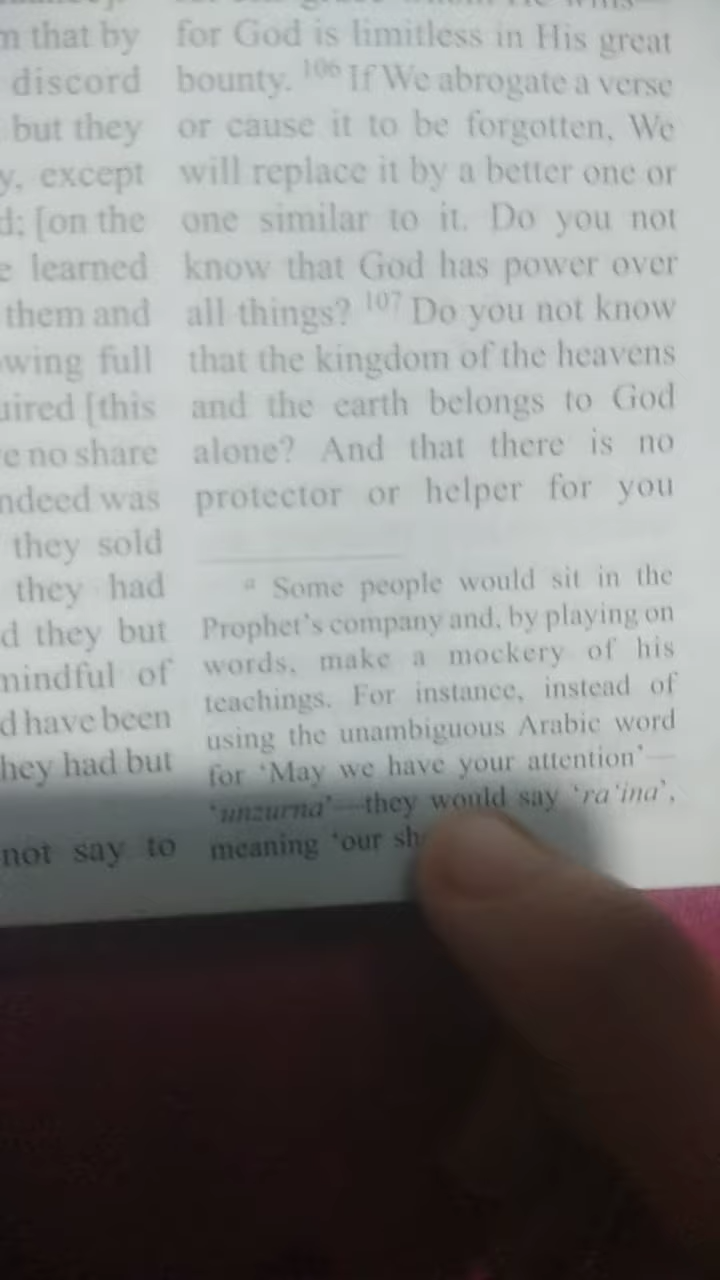 m that by
discord
but they
y, except
d; [on the
e learned
them and
owing full
uired [this
e no share
ndeed was
they sold
they had
d they but
mindful of
d have been
hey had but
not say to
for God is limitless in His great
bounty. 106 If We abrogate a verse
or cause it to be forgotten, We
will replace it by a better one or
one similar to it. Do you not
know that God has power over
all things? 107 Do you not know
that the kingdom of the heavens
and the earth belongs to God
alone? And that there is no
protector or helper for you
a Some people would sit in the
Prophet's company and, by playing on
words, make a mockery of his
teachings. For instance, instead of
using the unambiguous Arabic word
for 'May we have your attention'—
'unzurna'—they would say 'ra'ina',
meaning 'our sh